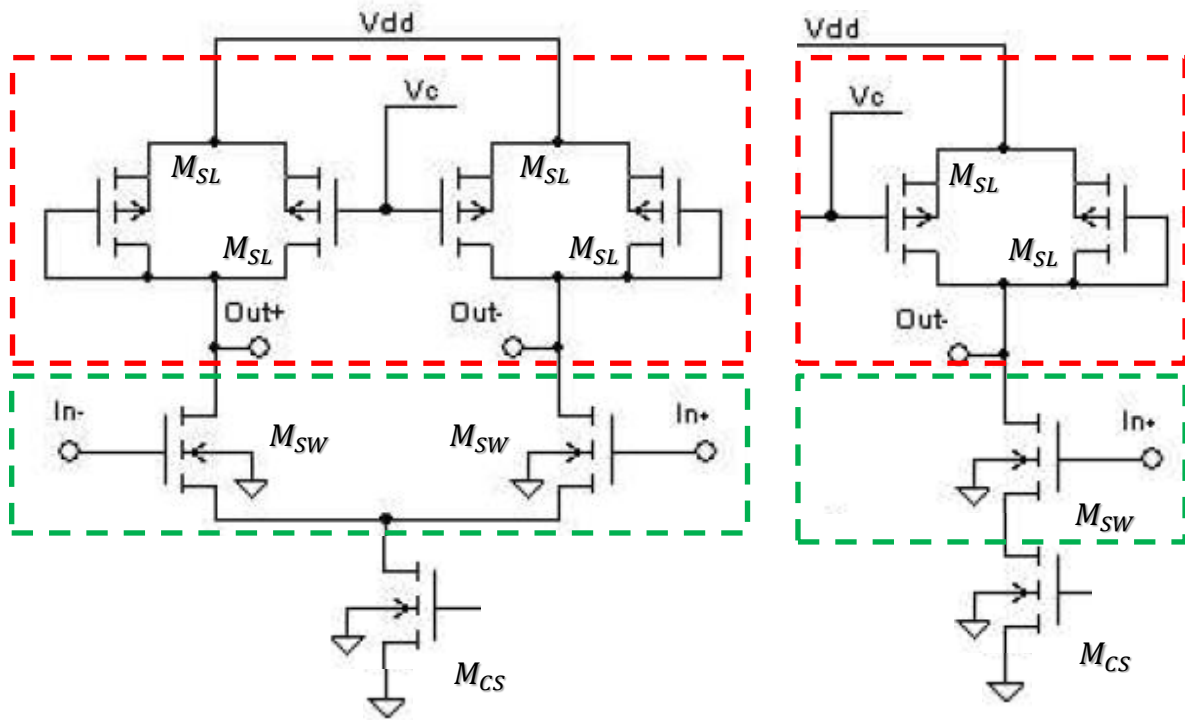 Vdd
Vc
M_SL M_SL
M_SL M_SL
Out+ Out-
In- M_SW M_SW In+
M_CS
Vdd
Vc
M_SL
M_SL
Out-
In+
M_SW
M_CS